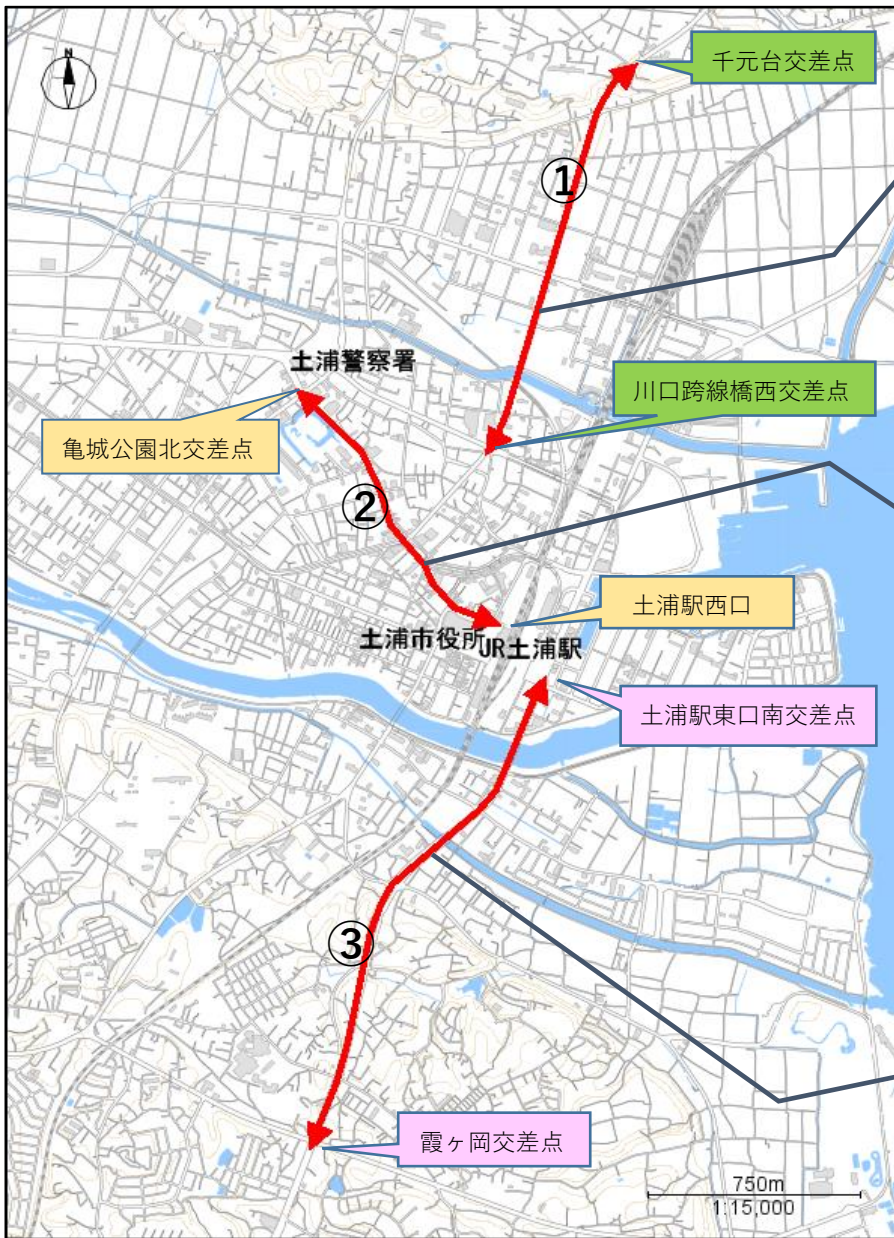 N
千元台交差点
①
土浦警察署
川口跨線橋西交差点
亀城公園北交差点
②
土浦駅西口
土浦市役所
JR土浦駅
土浦駅東口南交差点
③
霞ヶ岡交差点
750m
1:15,000